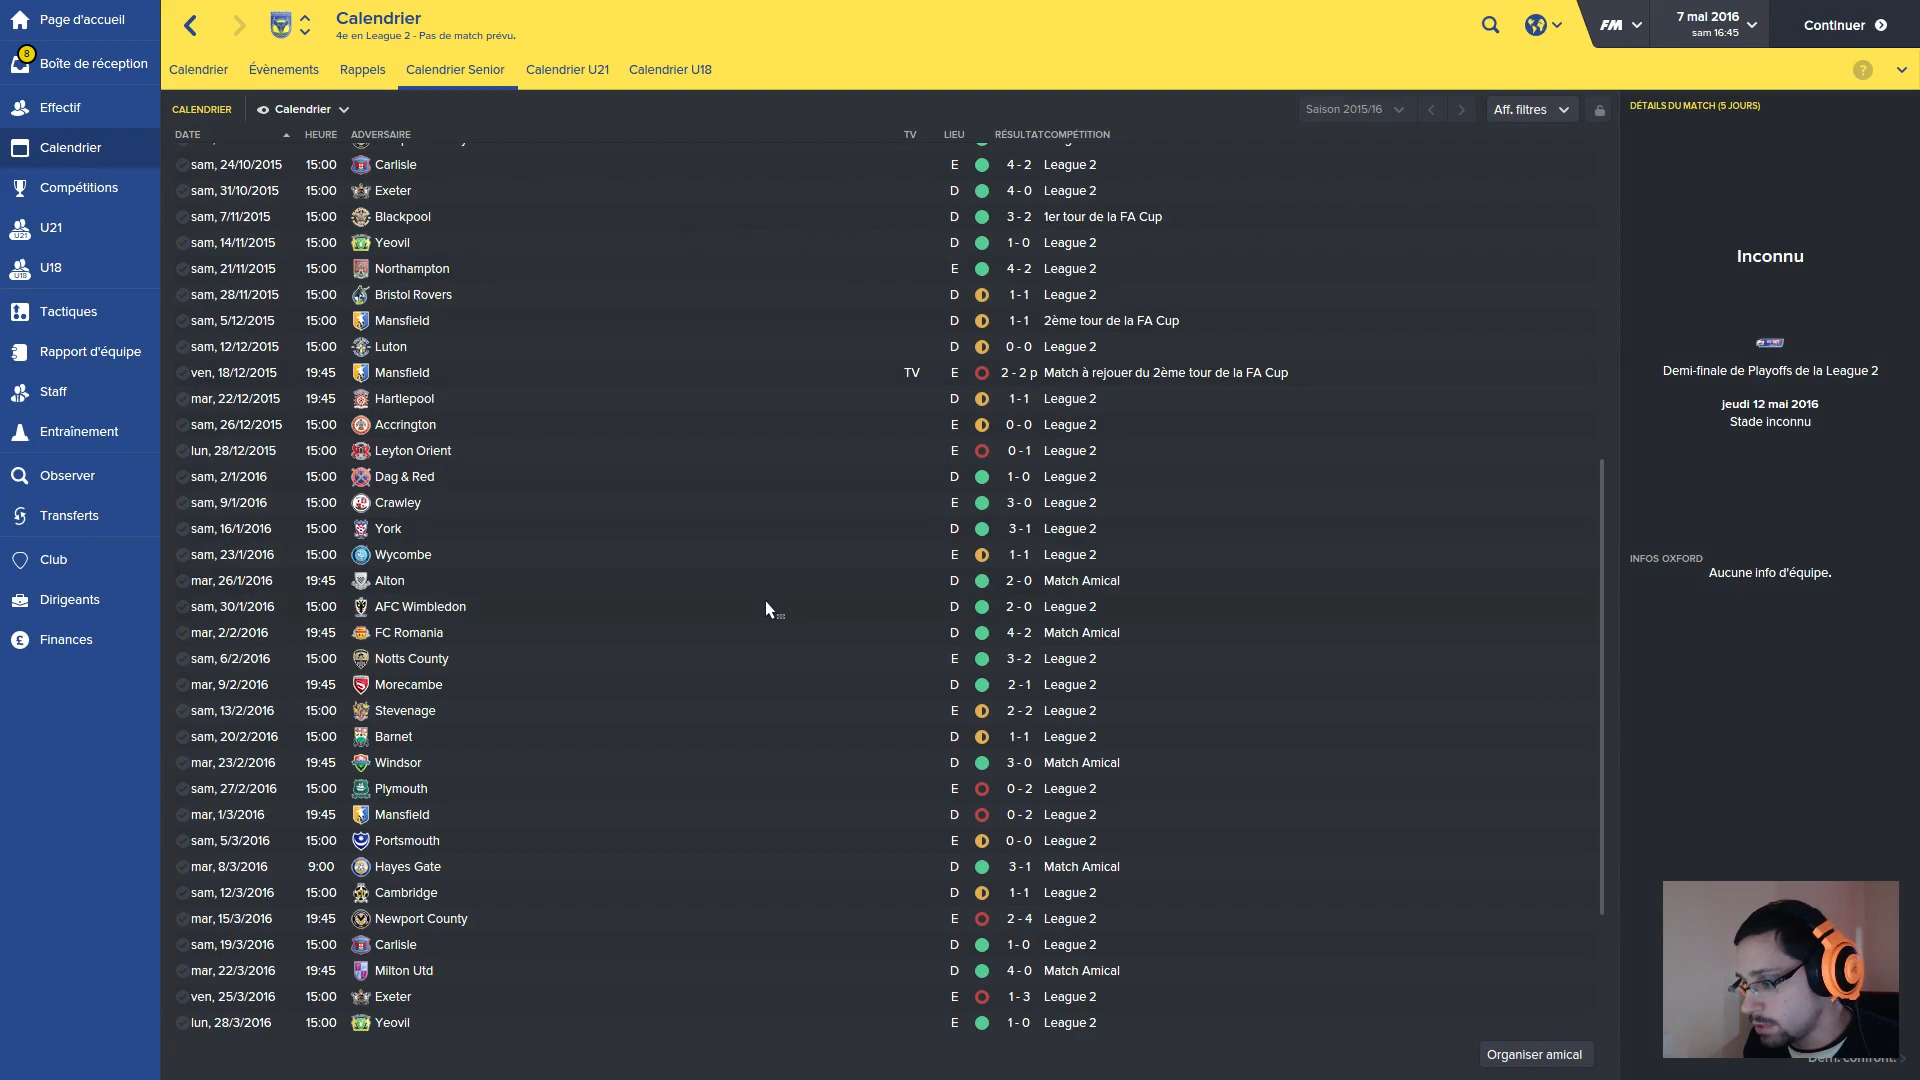 Page d'accueil
8
Boîte de réception
Effectif
Calendrier
Compétitions
U21
U21
U18
U18
Tactiques
Rapport d'équipe
Staff
Entraînement
Observer
Transferts
Club
Dirigeants
Finances
Calendrier
4e en League 2 - Pas de match prévu.
FM
7 mai 2016
sam 16:45
Continuer
Calendrier Évènements Rappels Calendrier Senior Calendrier U21 Calendrier U18
?
CALENDRIER Calendrier Saison 2015/16 Aff. filtres
DATE HEURE ADVERSAIRE TV LIEU RÉSULTAT COMPÉTITION
sam, 24/10/2015 15:00 Carlisle E 4 - 2 League 2
sam, 31/10/2015 15:00 Exeter D 4 - 0 League 2
sam, 7/11/2015 15:00 Blackpool D 3 - 2 1er tour de la FA Cup
sam, 14/11/2015 15:00 Yeovil D 1 - 0 League 2
sam, 21/11/2015 15:00 Northampton E 4 - 2 League 2
sam, 28/11/2015 15:00 Bristol Rovers D 1 - 1 League 2
sam, 5/12/2015 15:00 Mansfield D 1 - 1 2ème tour de la FA Cup
sam, 12/12/2015 15:00 Luton D 0 - 0 League 2
ven, 18/12/2015 19:45 Mansfield TV E 2 - 2 p Match à rejouer du 2ème tour de la FA Cup
mar, 22/12/2015 19:45 Hartlepool D 1 - 1 League 2
sam, 26/12/2015 15:00 Accrington E 0 - 0 League 2
lun, 28/12/2015 15:00 Leyton Orient E 0 - 1 League 2
sam, 2/1/2016 15:00 Dag & Red D 1 - 0 League 2
sam, 9/1/2016 15:00 Crawley E 3 - 0 League 2
sam, 16/1/2016 15:00 York D 3 - 1 League 2
sam, 23/1/2016 15:00 Wycombe E 1 - 1 League 2
mar, 26/1/2016 19:45 Alton D 2 - 0 Match Amical
sam, 30/1/2016 15:00 AFC Wimbledon D 2 - 0 League 2
mar, 2/2/2016 19:45 FC Romania D 4 - 2 Match Amical
sam, 6/2/2016 15:00 Notts County E 3 - 2 League 2
mar, 9/2/2016 19:45 Morecambe D 2 - 1 League 2
sam, 13/2/2016 15:00 Stevenage E 2 - 2 League 2
sam, 20/2/2016 15:00 Barnet D 1 - 1 League 2
mar, 23/2/2016 19:45 Windsor D 3 - 0 Match Amical
sam, 27/2/2016 15:00 Plymouth E 0 - 2 League 2
mar, 1/3/2016 19:45 Mansfield D 0 - 2 League 2
sam, 5/3/2016 15:00 Portsmouth E 0 - 0 League 2
mar, 8/3/2016 9:00 Hayes Gate D 3 - 1 Match Amical
sam, 12/3/2016 15:00 Cambridge D 1 - 1 League 2
mar, 15/3/2016 19:45 Newport County E 2 - 4 League 2
sam, 19/3/2016 15:00 Carlisle D 1 - 0 League 2
mar, 22/3/2016 19:45 Milton Utd D 4 - 0 Match Amical
ven, 25/3/2016 15:00 Exeter E 1 - 3 League 2
lun, 28/3/2016 15:00 Yeovil E 1 - 0 League 2
Organiser amical
DÉTAILS DU MATCH (5 JOURS)
Inconnu
Demi-finale de Playoffs de la League 2
jeudi 12 mai 2016
Stade inconnu
INFOS OXFORD
Aucune info d'équipe.